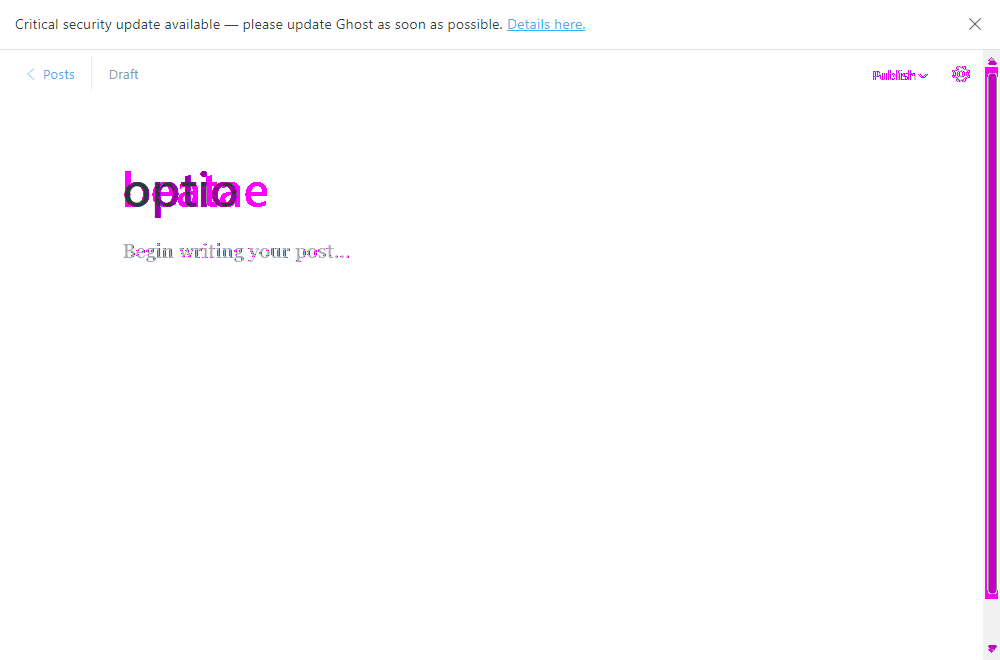 Critical security update available — please update Ghost as soon as possible. Details here.
Posts
Draft
Publish
optio
Begin writing your post...